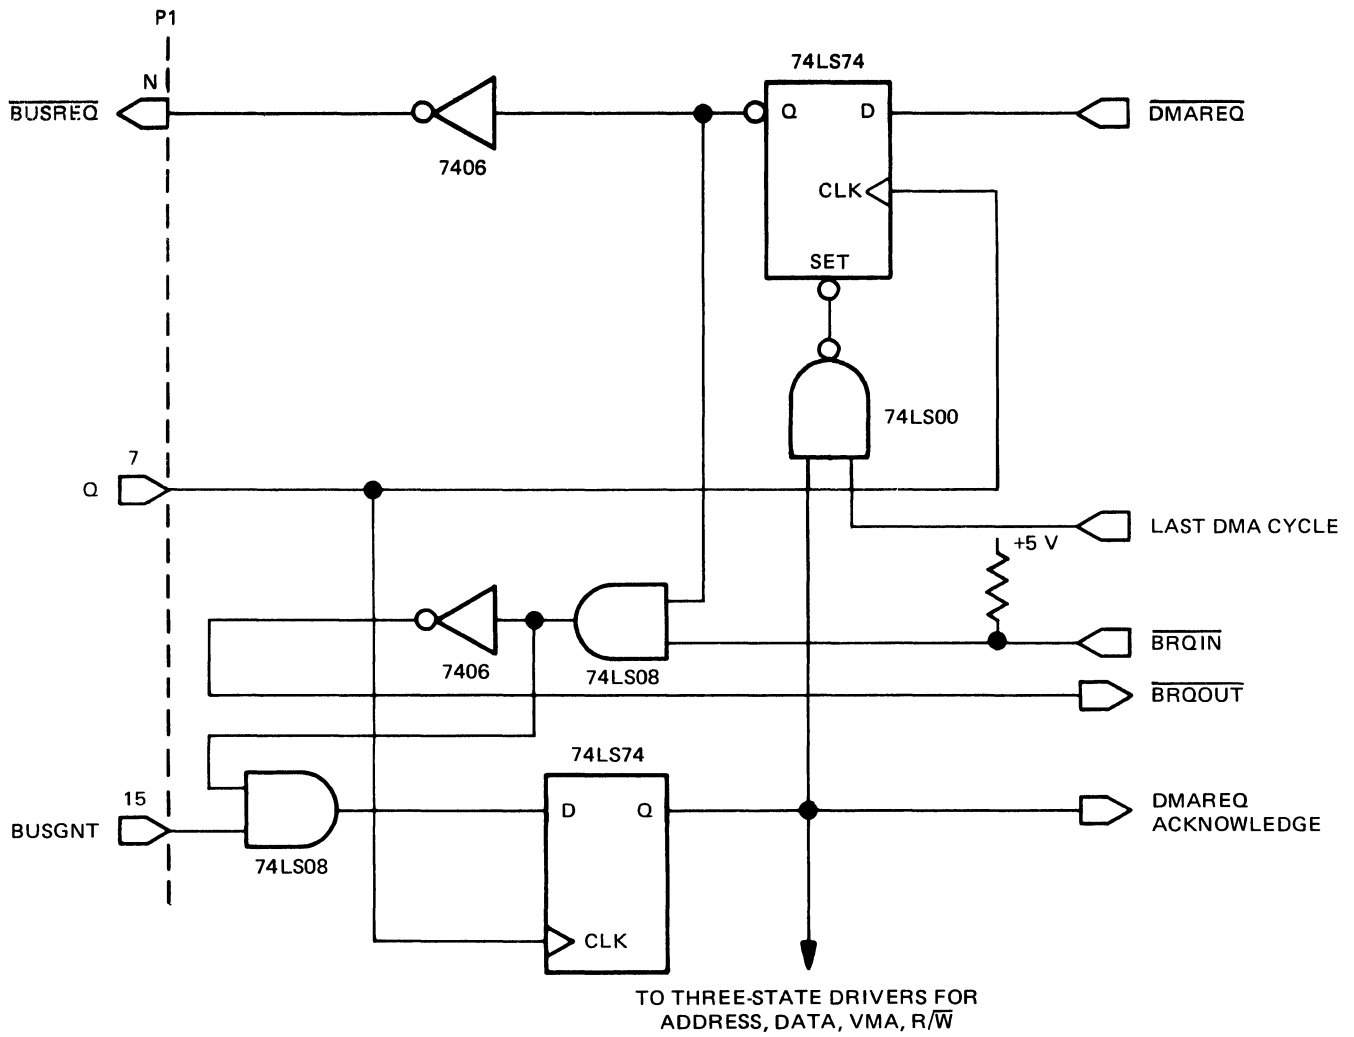 P1
74LS74
N
BUSREQ
Q D
DMAREQ
7406
CLK
SET
74LS00
7
Q
LAST DMA CYCLE
+5 V
BRQIN
7406
74LS08
BRQOUT
74LS74
15
D Q
DMAREQ
ACKNOWLEDGE
BUSGNT
74LS08
CLK
TO THREE-STATE DRIVERS FOR
ADDRESS, DATA, VMA, R/W̅